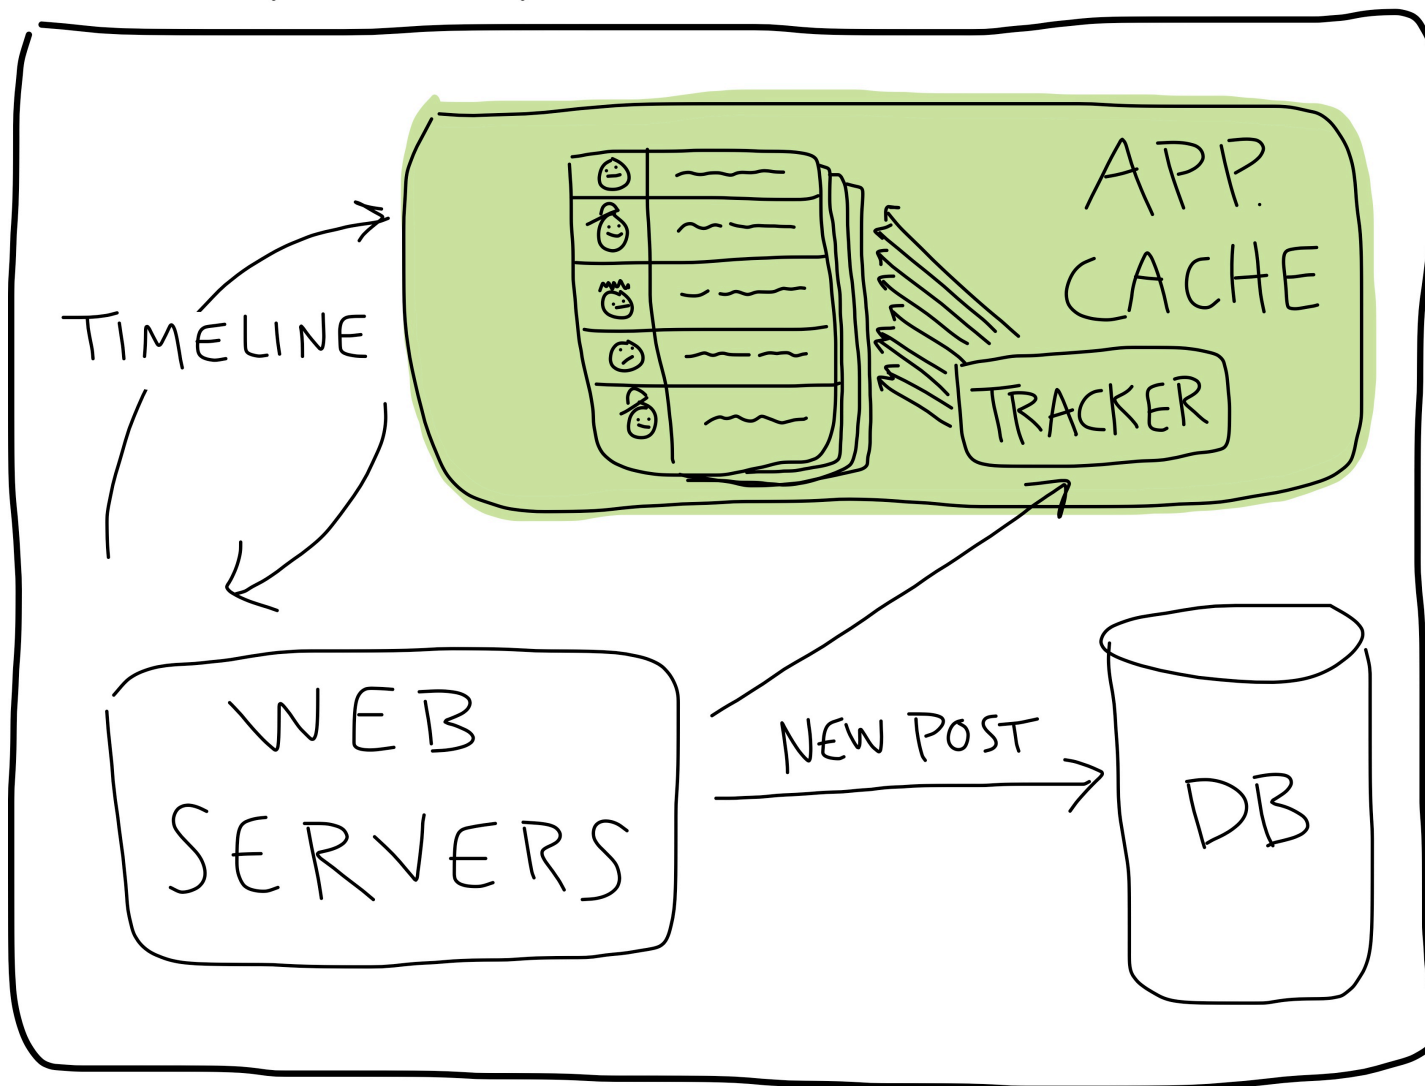 APP.
CACHE
TIMELINE
TRACKER
WEB
SERVERS
NEW POST
DB